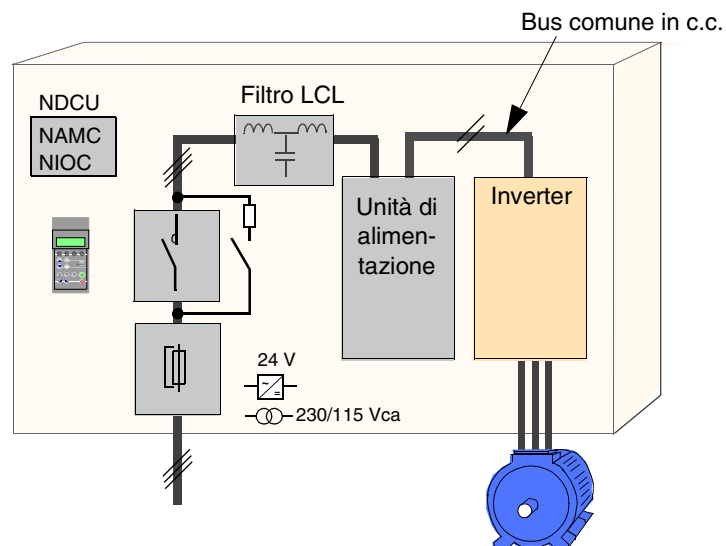 Bus comune in c.c.
NDCU
NAMC
NIOC
Filtro LCL
Unità di
alimen-
tazione
Inverter
24 V
230/115 Vca